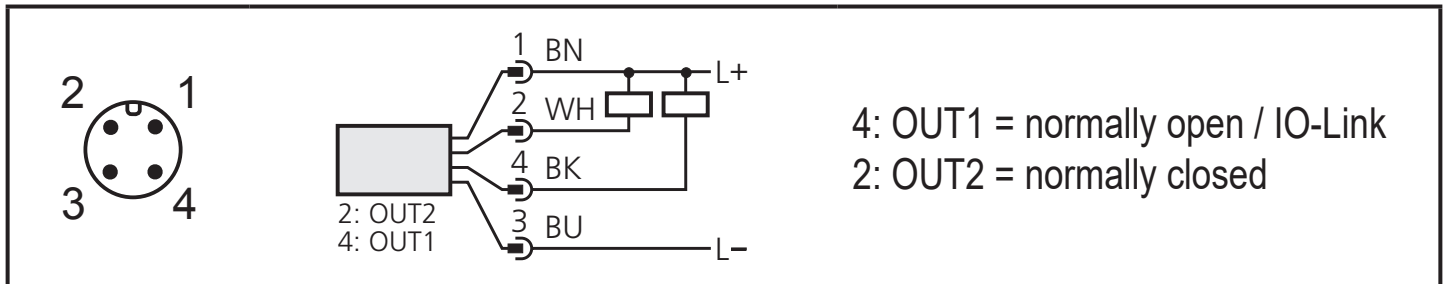 2 1
3 4
1 BN
L+
2 WH
4 BK
3 BU
L–
2: OUT2
4: OUT1
4: OUT1 = normally open / IO-Link
2: OUT2 = normally closed